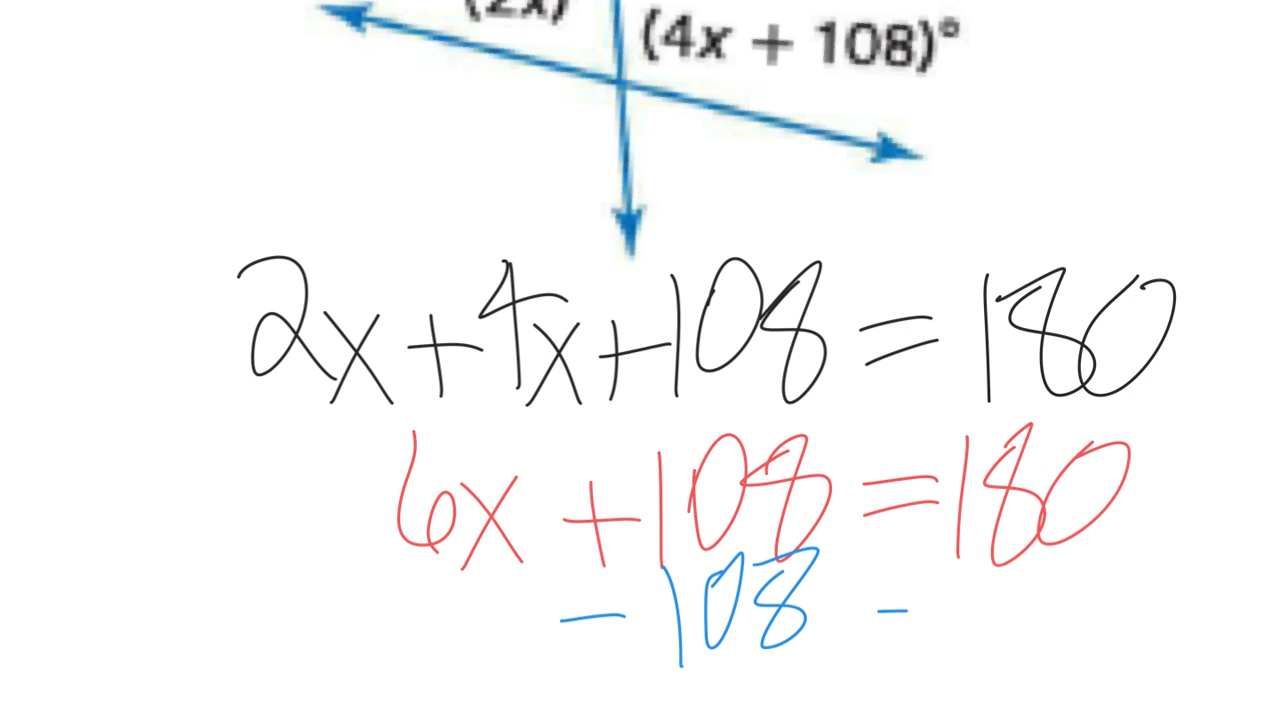 (2x)
(4x + 108)°
2x+4x+108=180
6x+108=180
-108 -